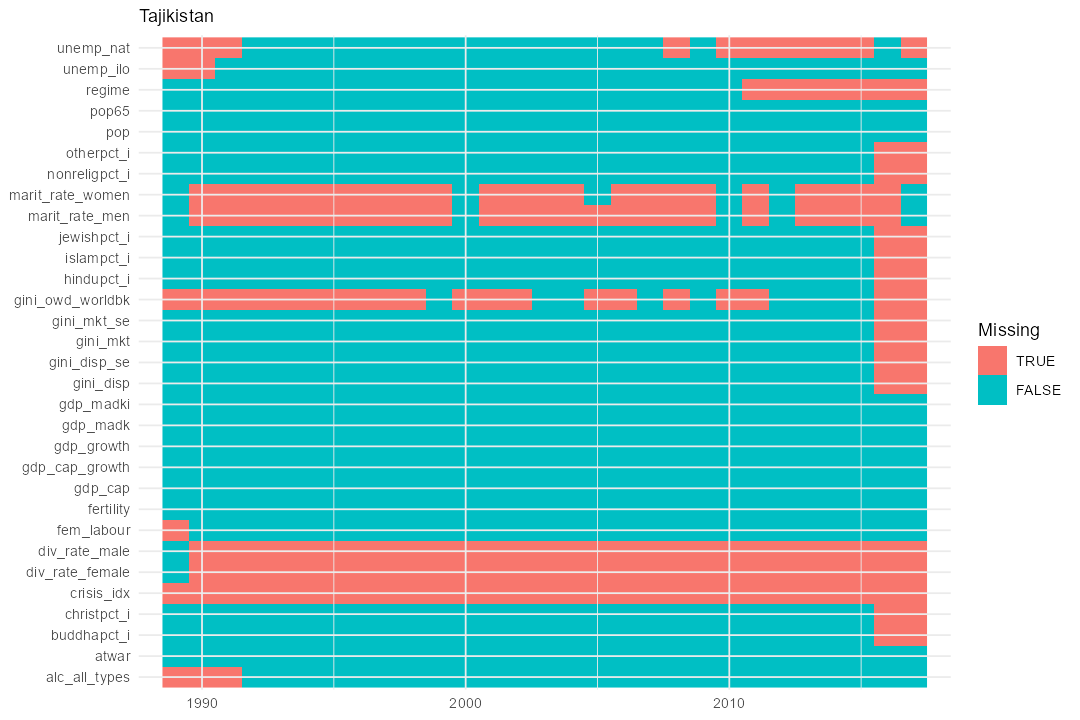 Tajikistan
unemp_nat
unemp_ilo
regime
pop65
pop
otherpct_i
nonreligpct_i
marit_rate_women
marit_rate_men
jewishpct_i
islampct_i
hindupct_i
gini_owd_worldbk
gini_mkt_se
gini_mkt
gini_disp_se
gini_disp
gdp_madki
gdp_madk
gdp_growth
gdp_cap_growth
gdp_cap
fertility
fem_labour
div_rate_male
div_rate_female
crisis_idx
christpct_i
buddhapct_i
atwar
alc_all_types
1990 2000 2010
Missing
TRUE
FALSE